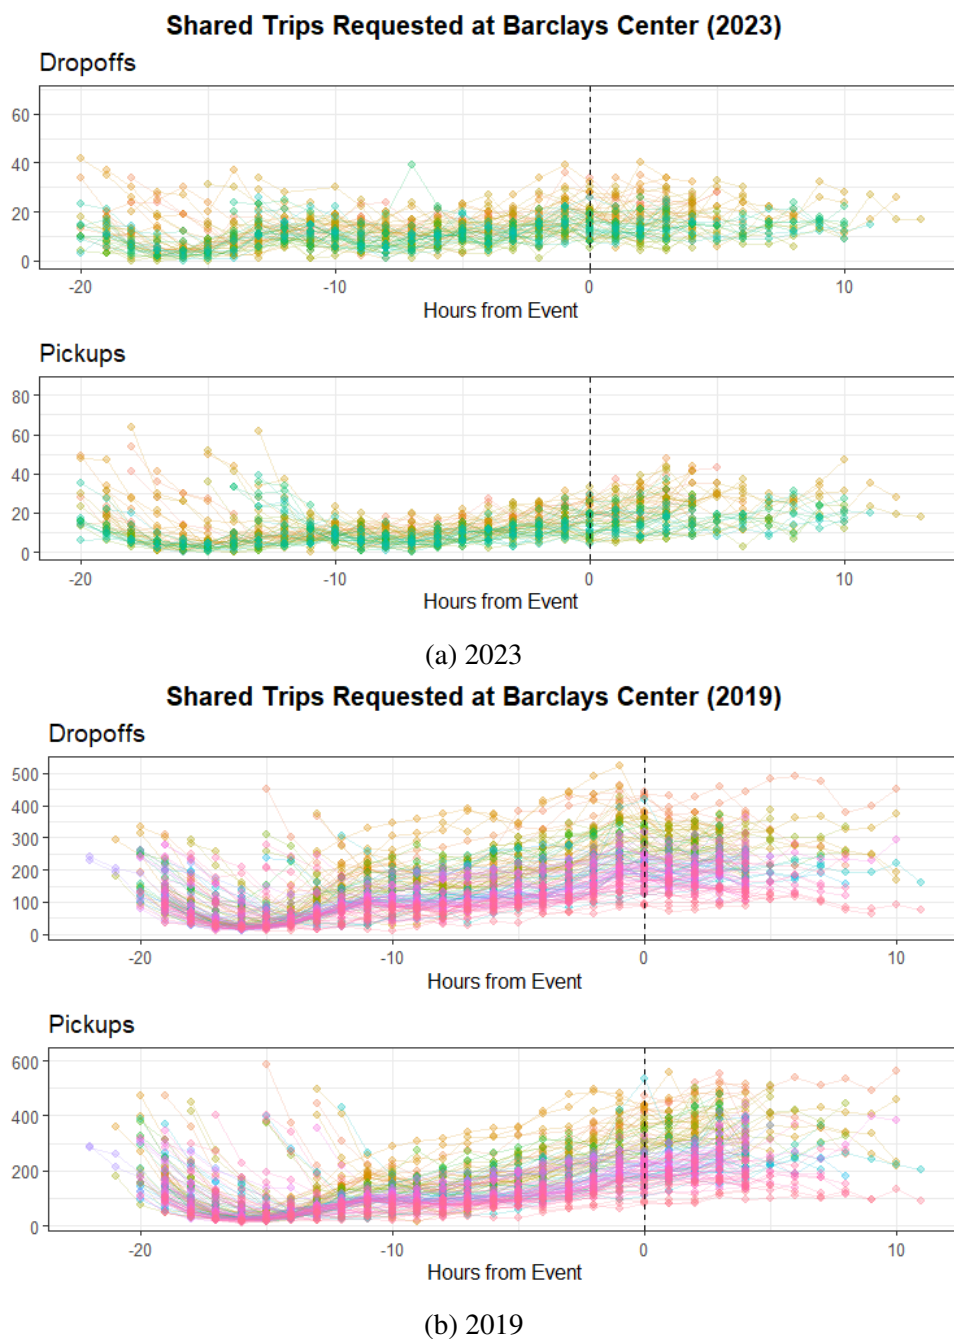 Shared Trips Requested at Barclays Center (2023)
Dropoffs
60
40
20
0
-20 -10 0 10
Hours from Event
Pickups
80
60
40
20
0
-20 -10 0 10
Hours from Event
(a) 2023
Shared Trips Requested at Barclays Center (2019)
Dropoffs
500
400
300
200
100
0
-20 -10 0 10
Hours from Event
Pickups
600
400
200
0
-20 -10 0 10
Hours from Event
(b) 2019